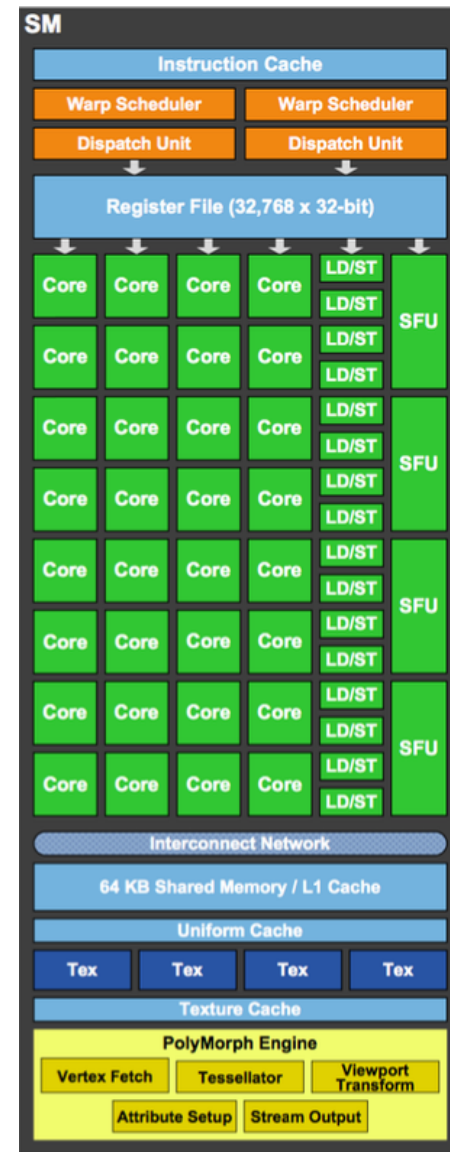 SM
Instruction Cache
Warp Scheduler Warp Scheduler
Dispatch Unit Dispatch Unit
Register File (32,768 x 32-bit)
LD/ST
Core Core Core Core
LD/ST
SFU
LD/ST
Core Core Core Core
LD/ST
LD/ST
Core Core Core Core
LD/ST
SFU
LD/ST
Core Core Core Core
LD/ST
LD/ST
Core Core Core Core
LD/ST
SFU
LD/ST
Core Core Core Core
LD/ST
LD/ST
Core Core Core Core
LD/ST
SFU
LD/ST
Core Core Core Core
LD/ST
Interconnect Network
64 KB Shared Memory / L1 Cache
Uniform Cache
Tex Tex Tex Tex
Texture Cache
PolyMorph Engine
Vertex Fetch Tessellator Viewport
Transform
Attribute Setup Stream Output